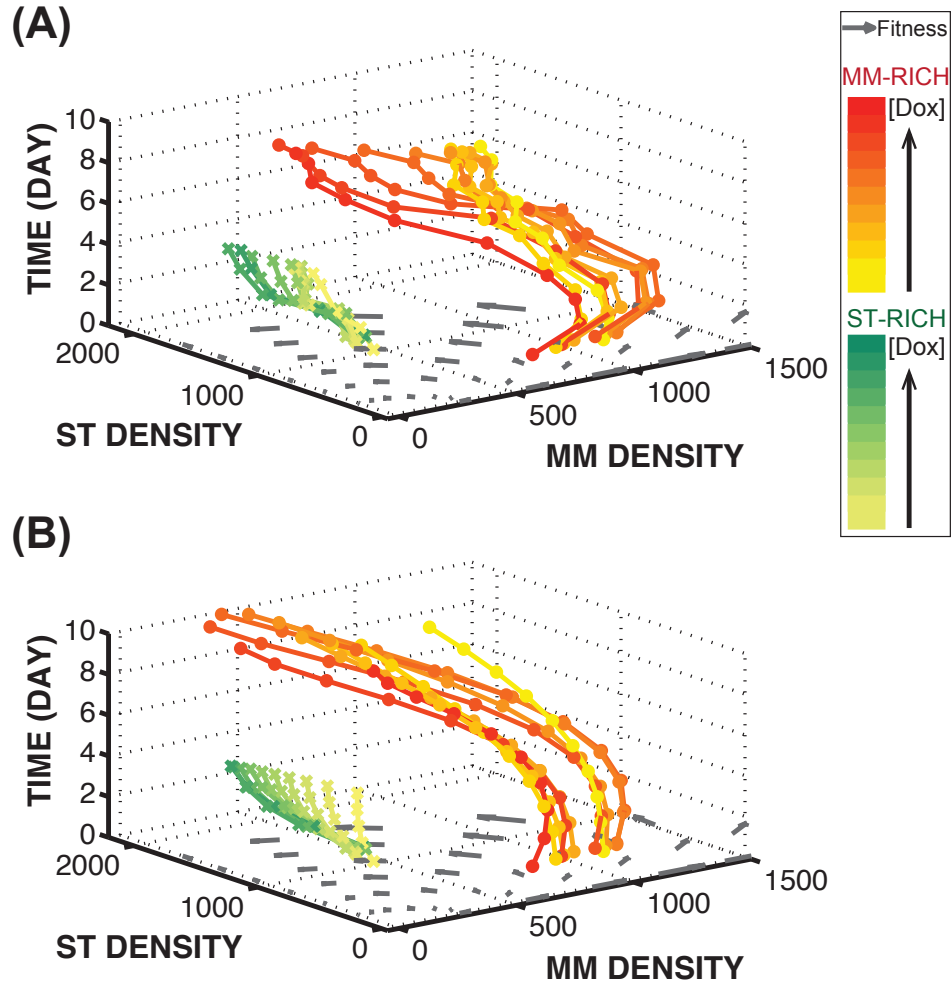 (A)
10
8
6
4
2
0
TIME (DAY)
2000
1000
0
ST DENSITY
0
500
1000
1500
MM DENSITY
Fitness
MM-RICH
[Dox]
ST-RICH
[Dox]
(B)
10
8
6
4
2
0
TIME (DAY)
2000
1000
0
ST DENSITY
0
500
1000
1500
MM DENSITY